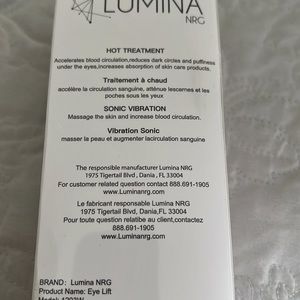 LUMINA
NRG
HOT TREATMENT
Accelerates blood circulation,reduces dark circles and puffiness
under the eyes,increases absorption of skin care products.
Traitement à chaud
accélère la circulation sanguine, atténue lescernes et les
poches sous les yeux
SONIC VIBRATION
Massage the skin and increase blood circulation.
Vibration Sonic
masser la peau et augmenter lacirculation sanguine
The responsible manufacturer Lumina NRG
1975 Tigertail Blvd, Dania ,FL 33004
For customer related question contact 888.691-1905
www.Luminanrg.com
Le fabricant responsable Lumina NRG
1975 Tigertail Blvd, Dania,FL 33004
Pour toute question relatibe au client,contactez
888.691-1905
www.Luminanrg.com
BRAND: Lumina NRG
Product Name: Eye Lift